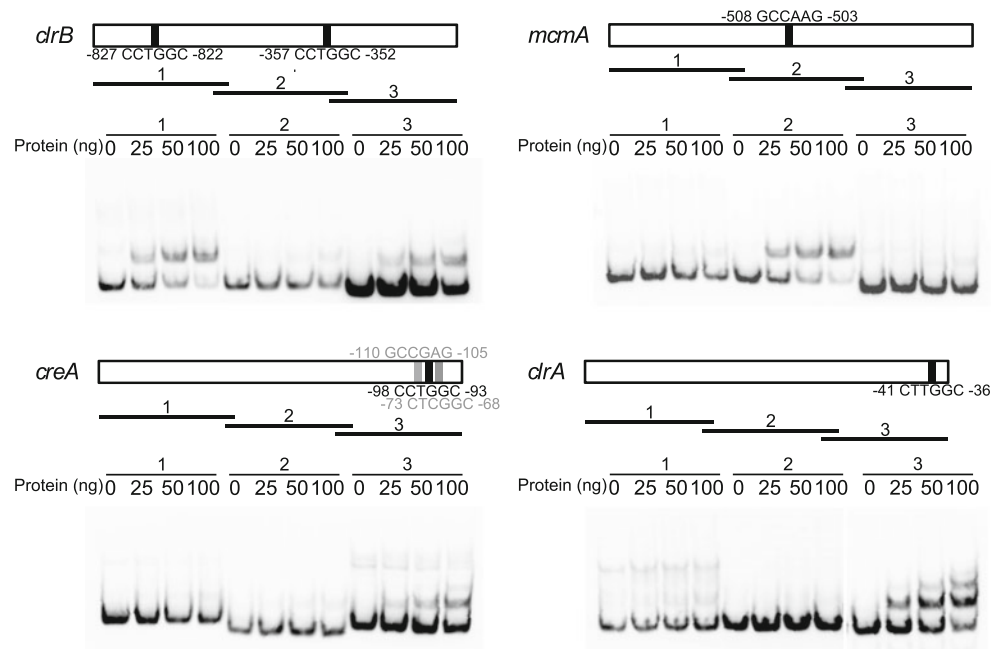 clrB
-827 CCTGGC -822 -357 CCTGGC -352
1
2
3
1 2 3
Protein (ng) 0 25 50 100 0 25 50 100 0 25 50 100
mcmA
-508 GCCAAG -503
1
2
3
1 2 3
Protein (ng) 0 25 50 100 0 25 50 100 0 25 50 100
creA
-110 GCCGAG -105
-98 CCTGGC -93
-73 CTCGGC -68
1
2
3
1 2 3
Protein (ng) 0 25 50 100 0 25 50 100 0 25 50 100
clrA
-41 CTTGGC -36
1
2
3
1 2 3
Protein (ng) 0 25 50 100 0 25 50 100 0 25 50 100